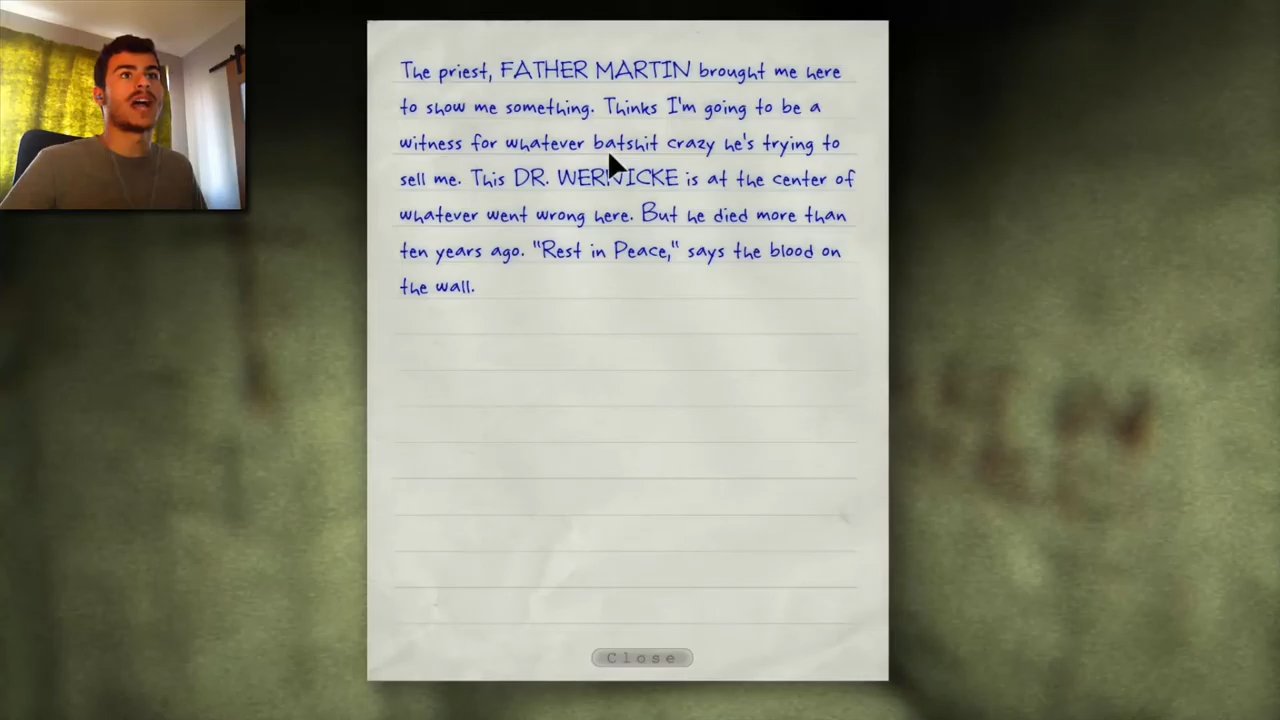 The priest, FATHER MARTIN brought me here
to show me something. Thinks I'm going to be a
witness for whatever batshit crazy he's trying to
sell me. This DR. WERNICKE is at the center of
whatever went wrong here. But he died more than
ten years ago. "Rest in Peace," says the blood on
the wall.
Close